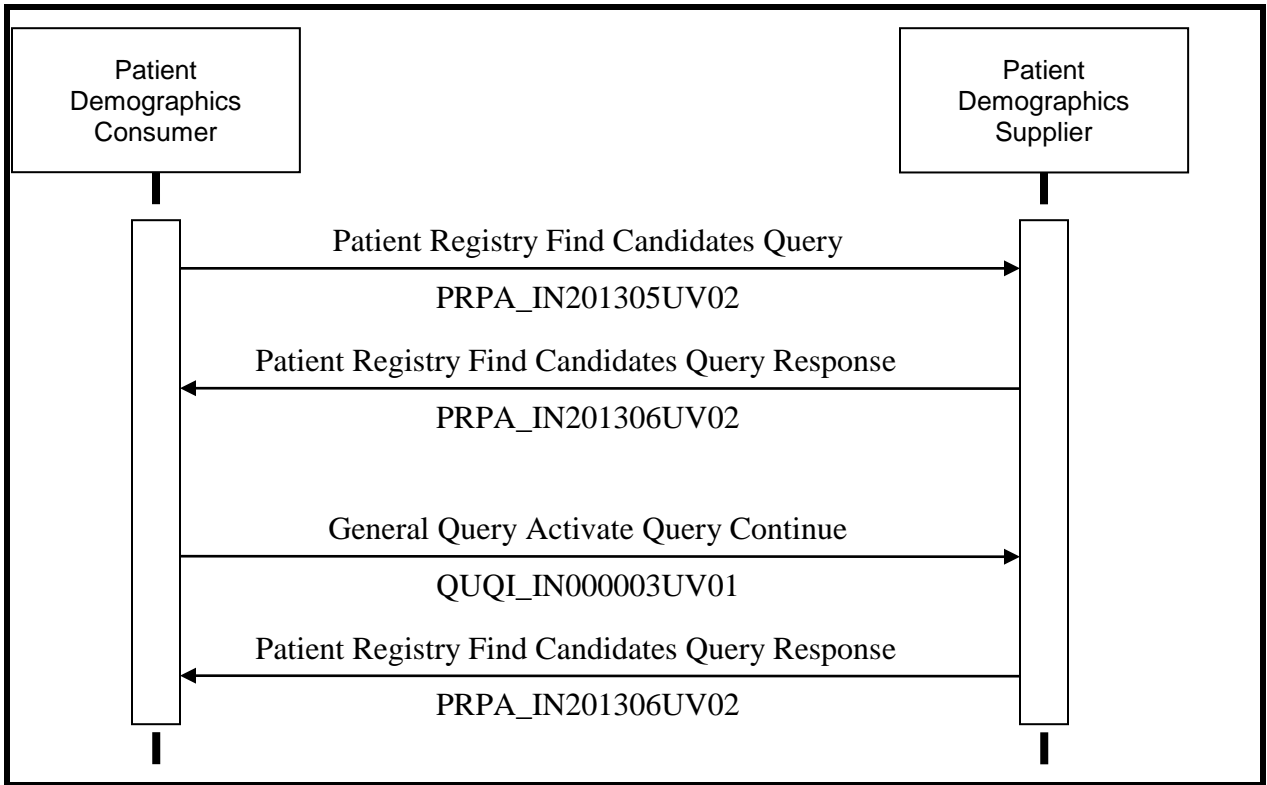 Patient
Demographics
Consumer
Patient
Demographics
Supplier
Patient Registry Find Candidates Query
PRPA_IN201305UV02
Patient Registry Find Candidates Query Response
PRPA_IN201306UV02
General Query Activate Query Continue
QUQI_IN000003UV01
Patient Registry Find Candidates Query Response
PRPA_IN201306UV02